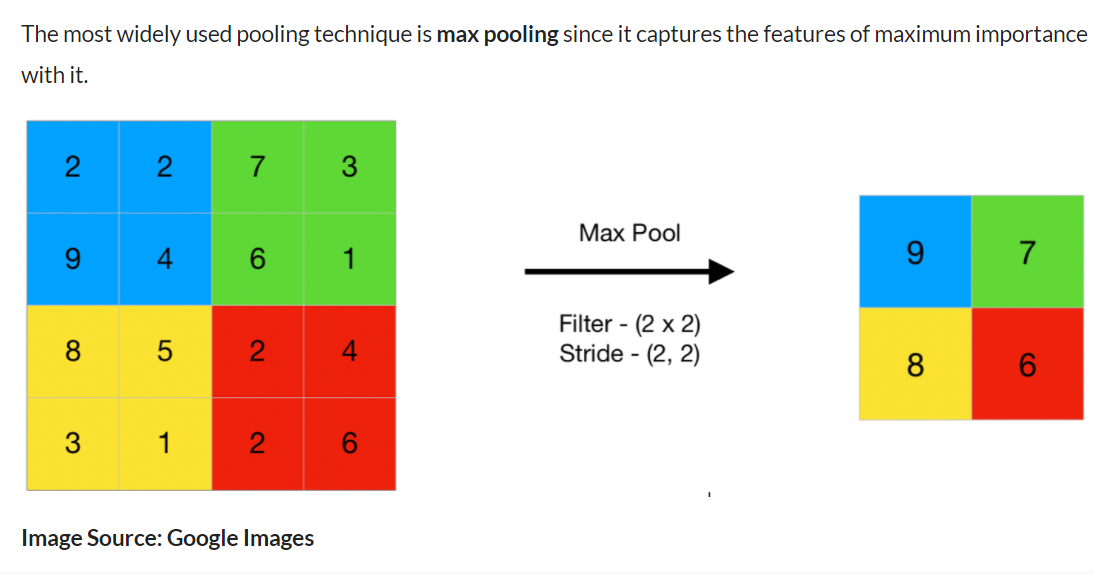 The most widely used pooling technique is max pooling since it captures the features of maximum importance
with it.
2 2 7 3
9 4 6 1
8 5 2 4
3 1 2 6
Max Pool
Filter - (2 x 2)
Stride - (2, 2)
9 7
8 6
Image Source: Google Images